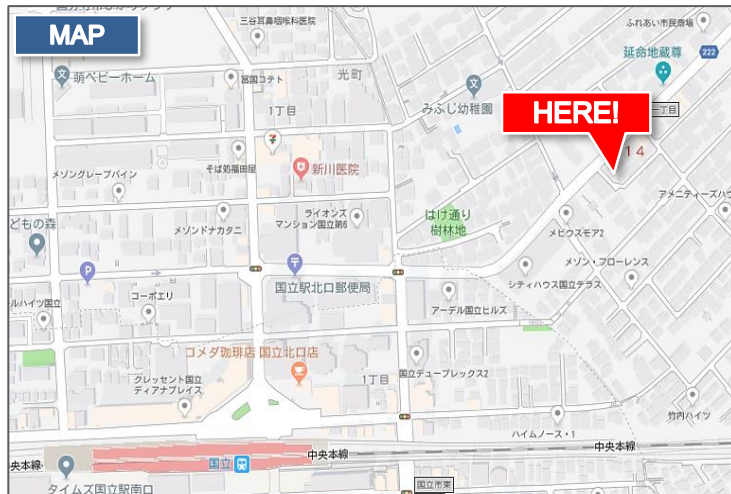 MAP
三谷耳鼻咽喉科医院
ふれあい市民農場
延命地蔵尊
222
萌ベビーホーム
宮国コテト
光町
1丁目
みふじ幼稚園
HERE!
一丁目
14
そば処福田屋
新川医院
メゾングレープパイン
アメニティーズハウ
メゾンドナカタニ
ライオンズ
マンション国立第6
はけ通り
樹林地
メビウスモア2
どもの森
メゾン・フローレンス
P
国立駅北口郵便局
シティハウス国立テラス
ールハイツ国立
コーポエリ
アーデル国立ヒルズ
コメダ珈琲店 国立北口店
国立デュープレックス2
グレッセント国立
ディアナプレイス
1丁目
竹内ハイツ
ハイムノース・1
中央本線
中央本線
央本線
国立
タイムズ国立駅南口
国立市東